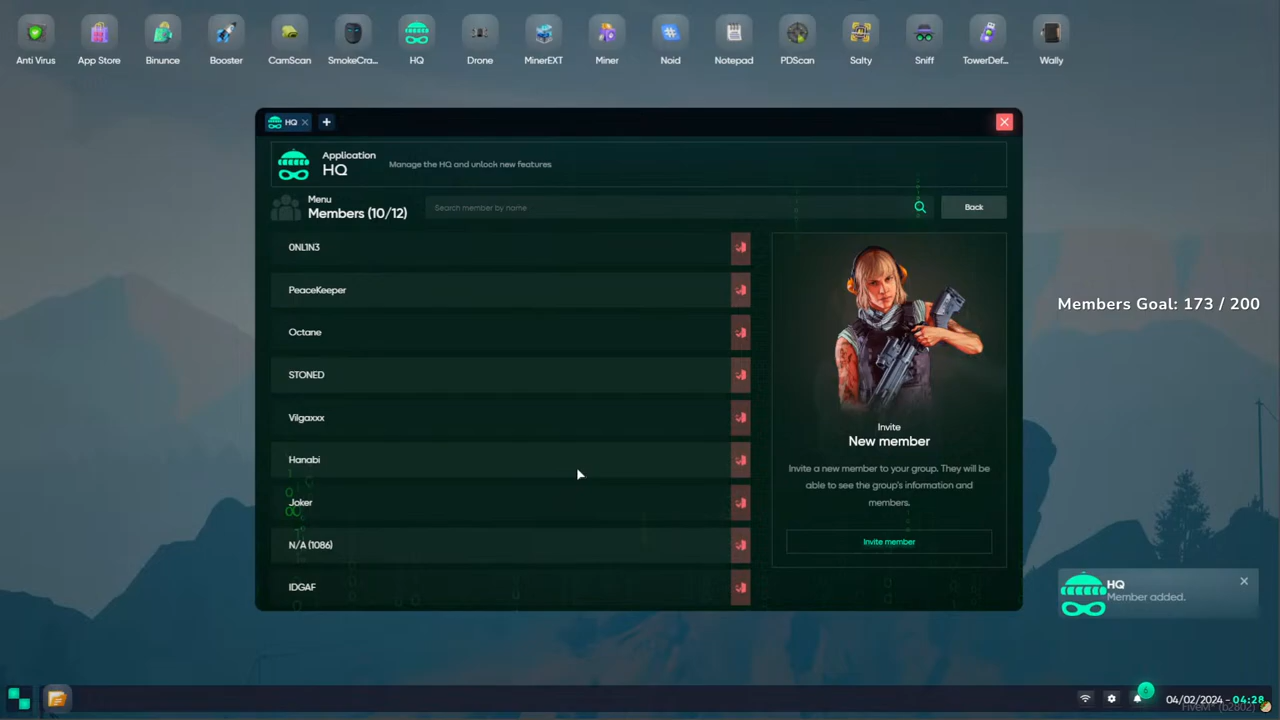 Anti Virus
App Store
Binunce
Booster
CamScan
SmokeCra...
HQ
Drone
MinerEXT
Miner
Noid
Notepad
PDScan
Salty
Sniff
TowerDef...
Wally
HQ
Application
HQ
Manage the HQ and unlock new features
Menu
Members (10/12)
Search member by name
Back
0NL1N3
PeaceKeeper
Octane
STONED
Vilgaxxx
Hanabi
Joker
N/A (1086)
IDGAF
Invite
New member
Invite a new member to your group. They will
be able to see the group's information and
members.
Invite member
Members Goal: 173 / 200
HQ
Member added.
04/02/2024 - 04:28
FiveM® (b2802)